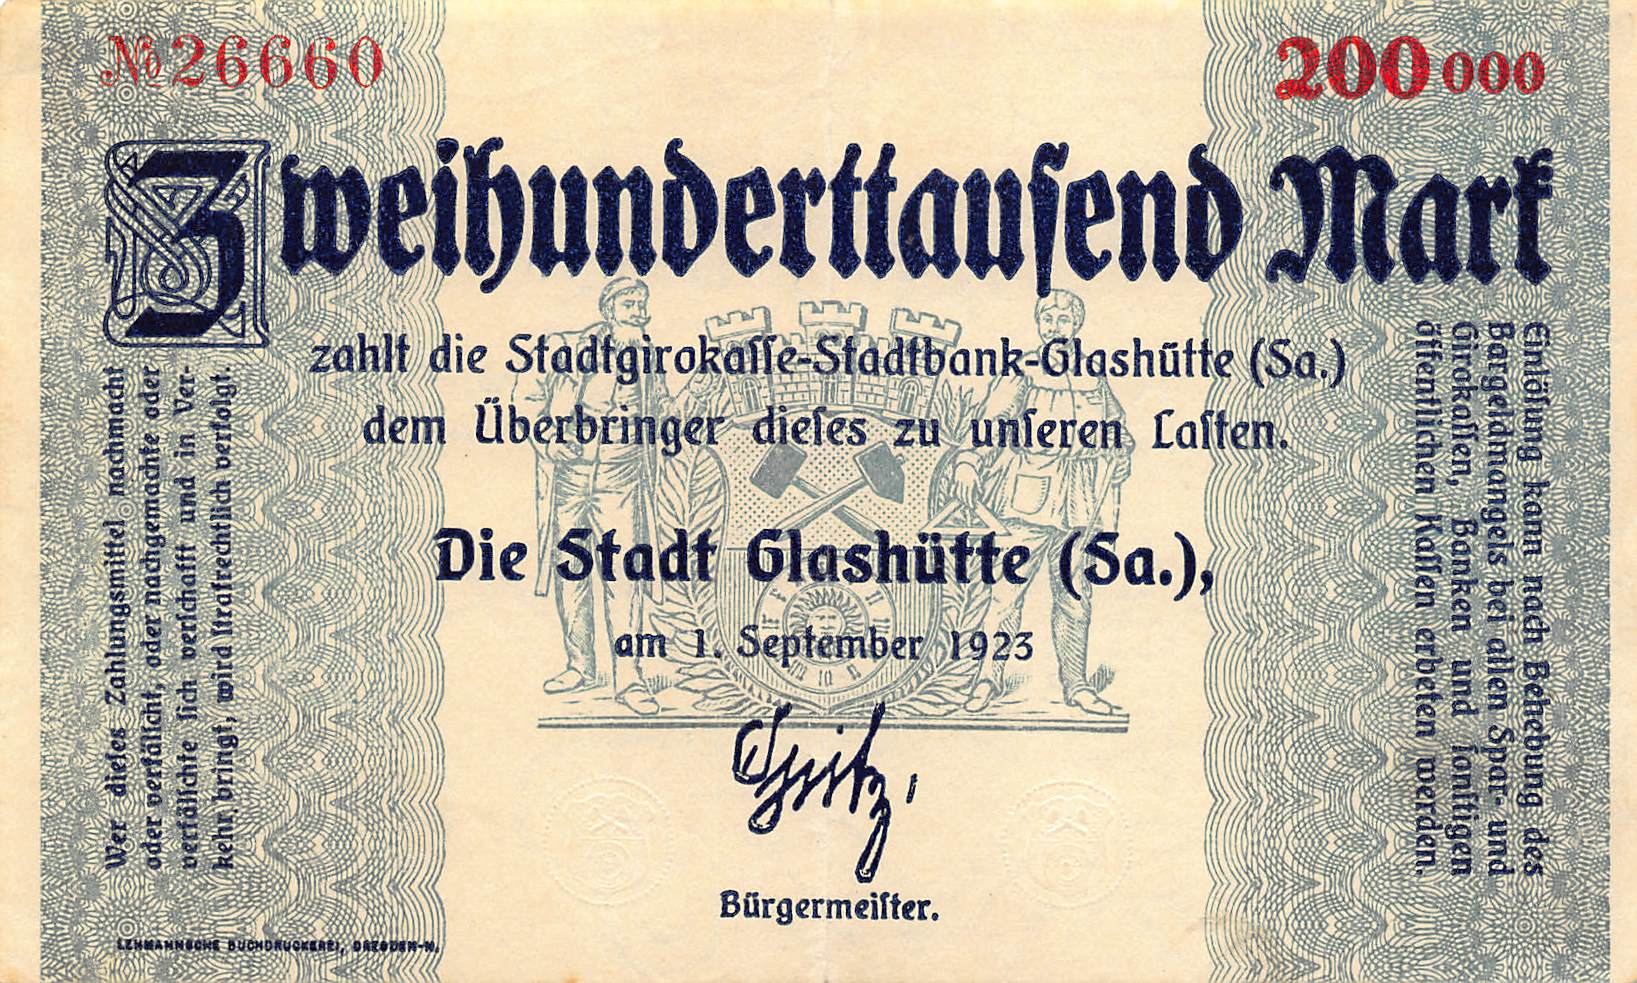 № 26660
200000
Zweihunderttausend Mark
zahlt die Stadtgirokaſſe-Stadtbank-Glashütte (Sa.)
dem Überbringer dieſes zu unſeren Laſten.
Die Stadt Glashütte (Sa.),
am 1. September 1923
Bürgermeiſter.
Wer dieſes Zahlungsmittel nachmacht
oder verfälſcht, oder nachgemachte oder
verfälſchte ſich verſchafft und in Ver-
kehr bringt, wird ſtrafrechtlich verfolgt.
Einlöſung kann nach Behebung des
Bargeldmangels bei allen Spar- und
Girokaſſen, Banken und ſonſtigen
öffentlichen Kaſſen erbeten werden.
LEHMANNSCHE BUCHDRUCKEREI, DRESDEN-N.